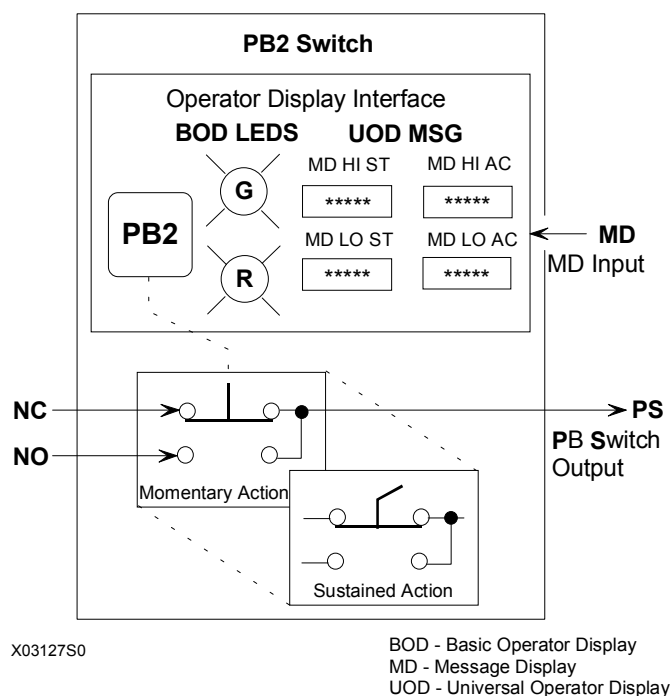 PB2 Switch
Operator Display Interface
BOD LEDS UOD MSG
MD HI ST MD HI AC
G
***** *****
PB2
MD LO ST MD LO AC
R
***** *****
MD
MD Input
NC
PS
NO
PB Switch
Output
Momentary Action
Sustained Action
X03127S0
BOD - Basic Operator Display
MD - Message Display
UOD - Universal Operator Display